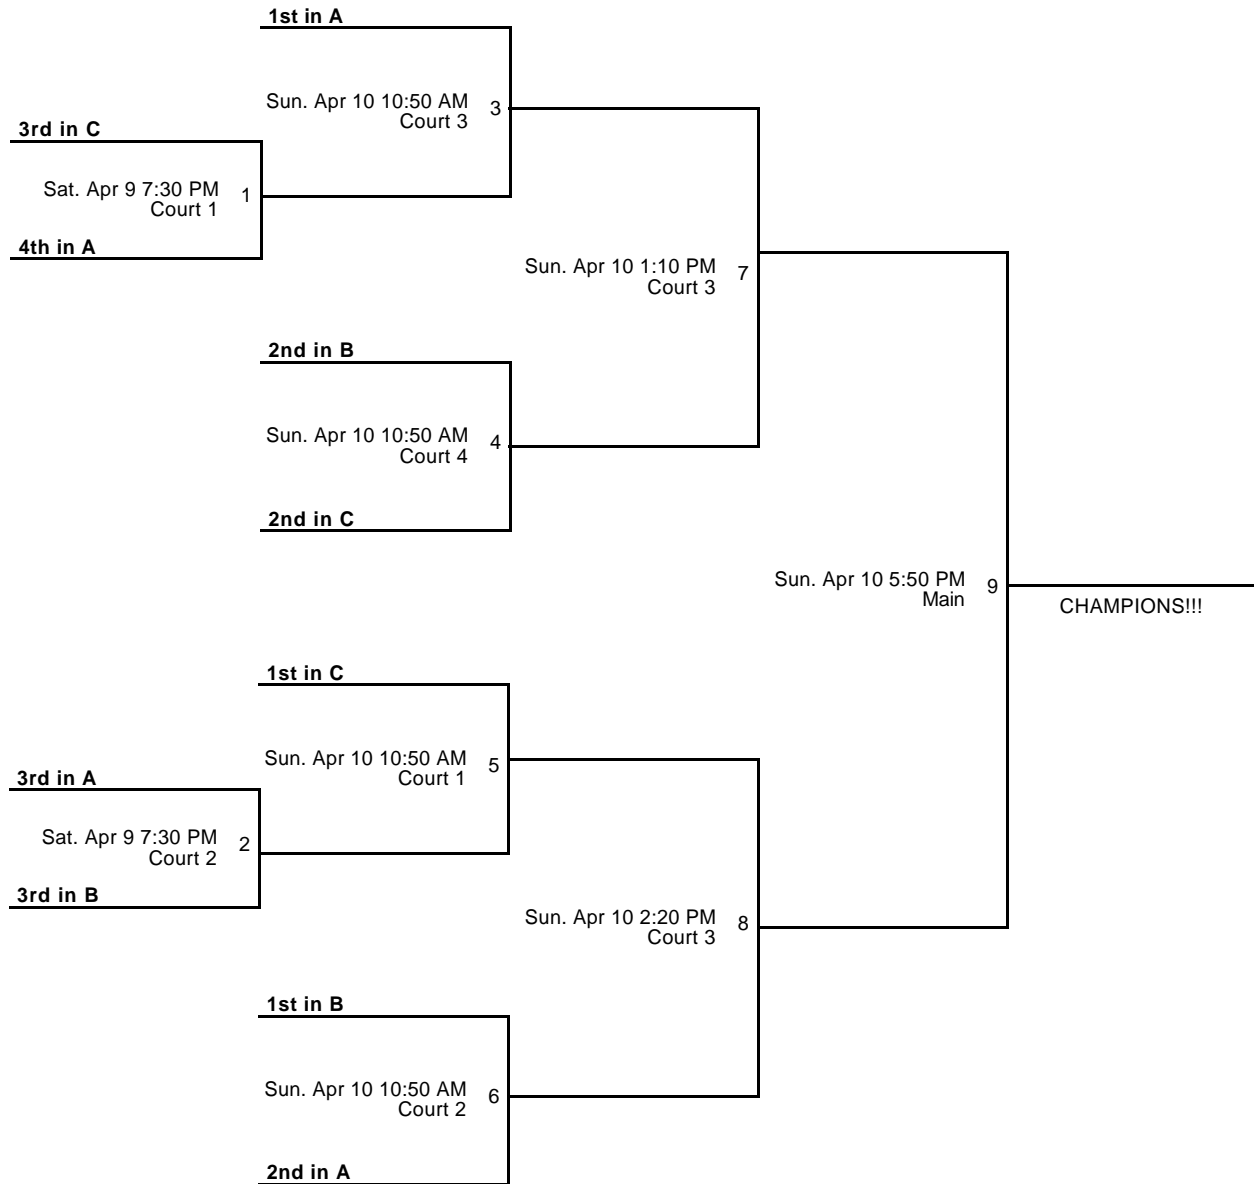 1st in A
Sun. Apr 10 10:50 AM 3
Court 3
3rd in C
Sat. Apr 9 7:30 PM 1
Court 1
4th in A
Sun. Apr 10 1:10 PM 7
Court 3
2nd in B
Sun. Apr 10 10:50 AM 4
Court 4
2nd in C
Sun. Apr 10 5:50 PM 9
Main
CHAMPIONS!!!
1st in C
Sun. Apr 10 10:50 AM 5
Court 1
3rd in A
Sat. Apr 9 7:30 PM 2
Court 2
3rd in B
Sun. Apr 10 2:20 PM 8
Court 3
1st in B
Sun. Apr 10 10:50 AM 6
Court 2
2nd in A